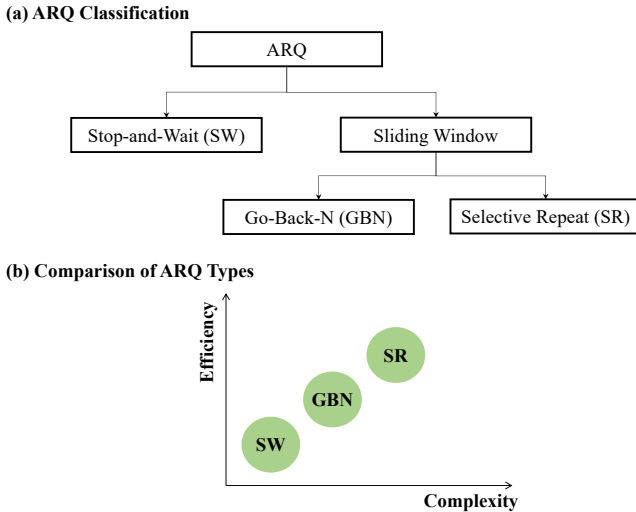 (a) ARQ Classification
ARQ
Stop-and-Wait (SW)
Sliding Window
Go-Back-N (GBN)
Selective Repeat (SR)
(b) Comparison of ARQ Types
Efficiency
SR
GBN
SW
Complexity